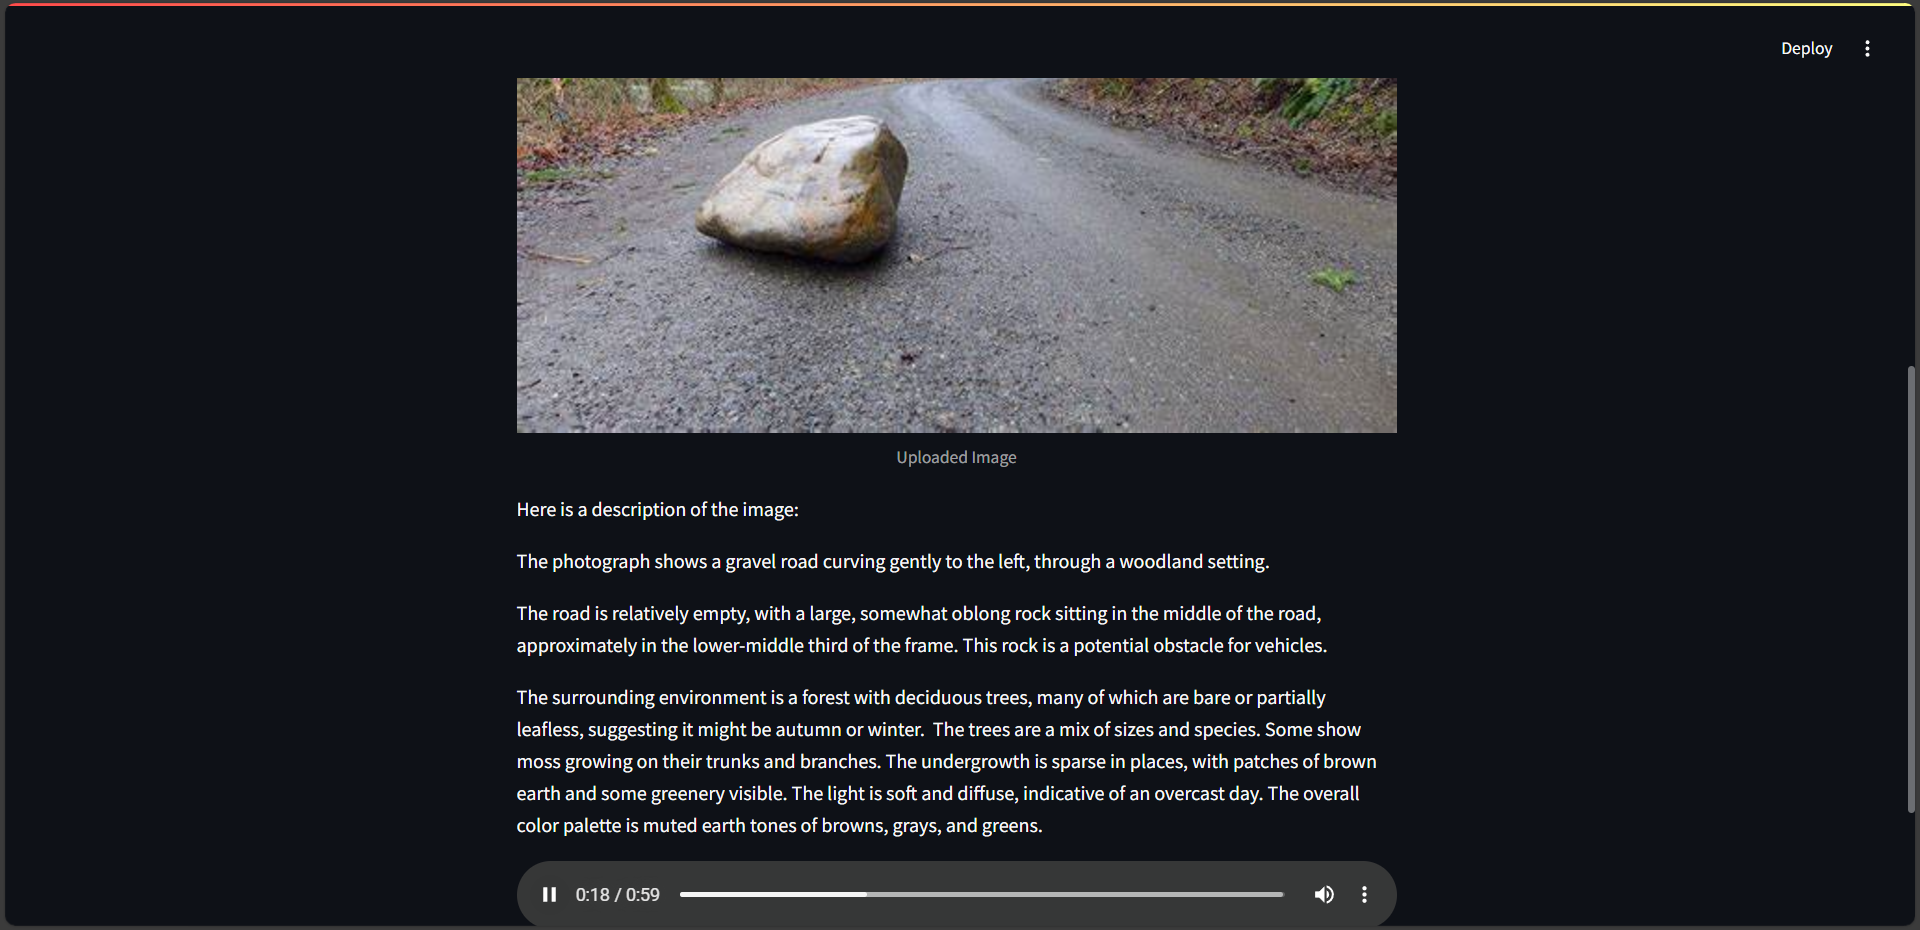 Deploy
Uploaded Image
Here is a description of the image:
The photograph shows a gravel road curving gently to the left, through a woodland setting.
The road is relatively empty, with a large, somewhat oblong rock sitting in the middle of the road,
approximately in the lower-middle third of the frame. This rock is a potential obstacle for vehicles.
The surrounding environment is a forest with deciduous trees, many of which are bare or partially
leafless, suggesting it might be autumn or winter.  The trees are a mix of sizes and species. Some show
moss growing on their trunks and branches. The undergrowth is sparse in places, with patches of brown
earth and some greenery visible. The light is soft and diffuse, indicative of an overcast day. The overall
color palette is muted earth tones of browns, grays, and greens.
0:18 / 0:59